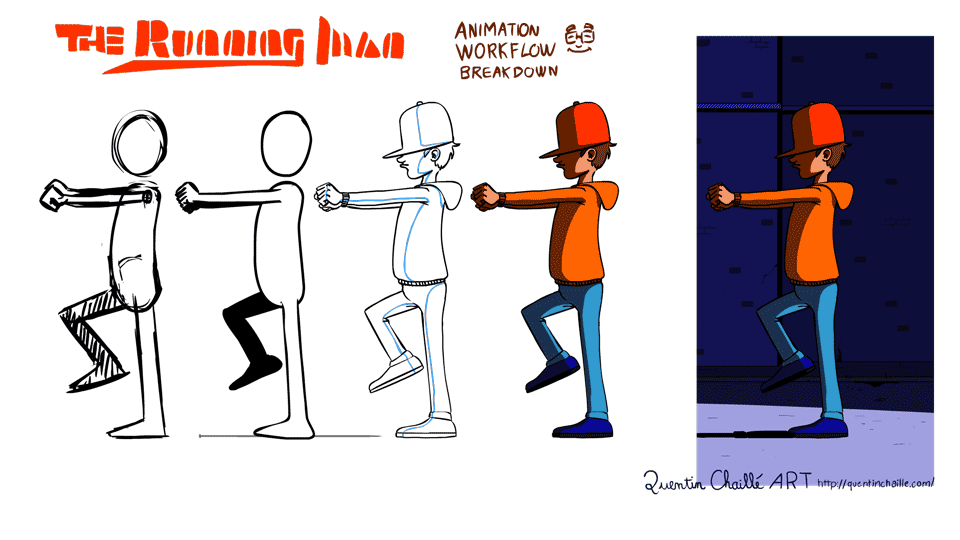 THE RUNNING MAN
ANIMATION
WORKFLOW
BREAKDOWN
Quentin Chaillé ART http://quentinchaille.com/